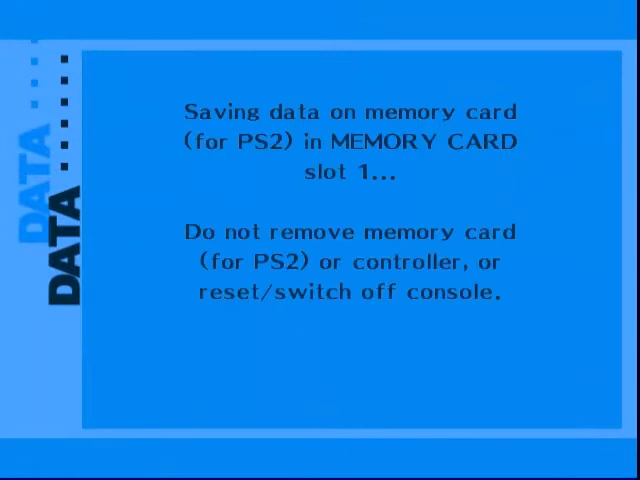 Saving data on memory card
(for PS2) in MEMORY CARD
slot 1...
Do not remove memory card
(for PS2) or controller, or
reset/switch off console.
DATA
DATA